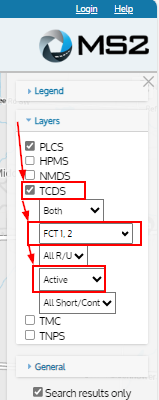 Login Help
MS2
Legend
Layers
PLCS
HPMS
NMDS
TCDS
Both
FCT 1, 2
All R/U
Active
All Short/Cont
TMC
TNPS
General
Search results only